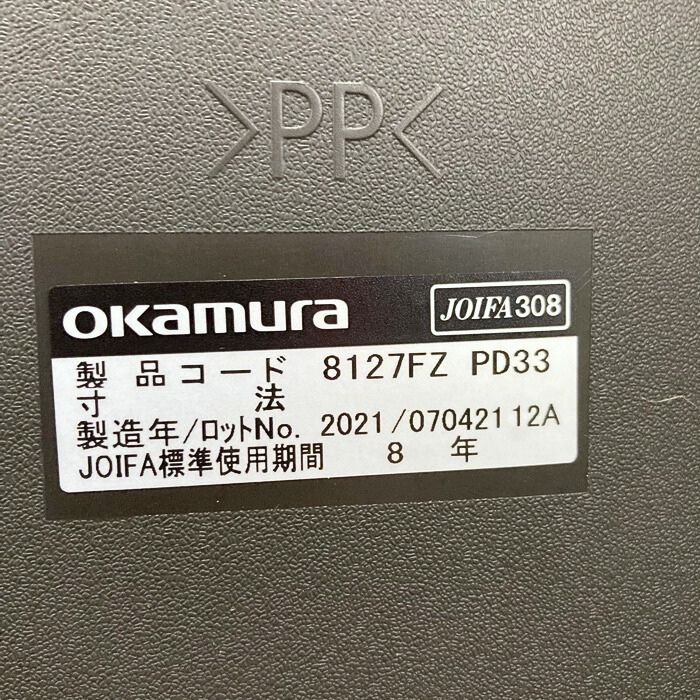 >PP<
OKamura JOIFA308
製品コード 8127FZ PD33
寸法
製造年/ロットNo. 2021/07042112A
JOIFA標準使用期間 8年